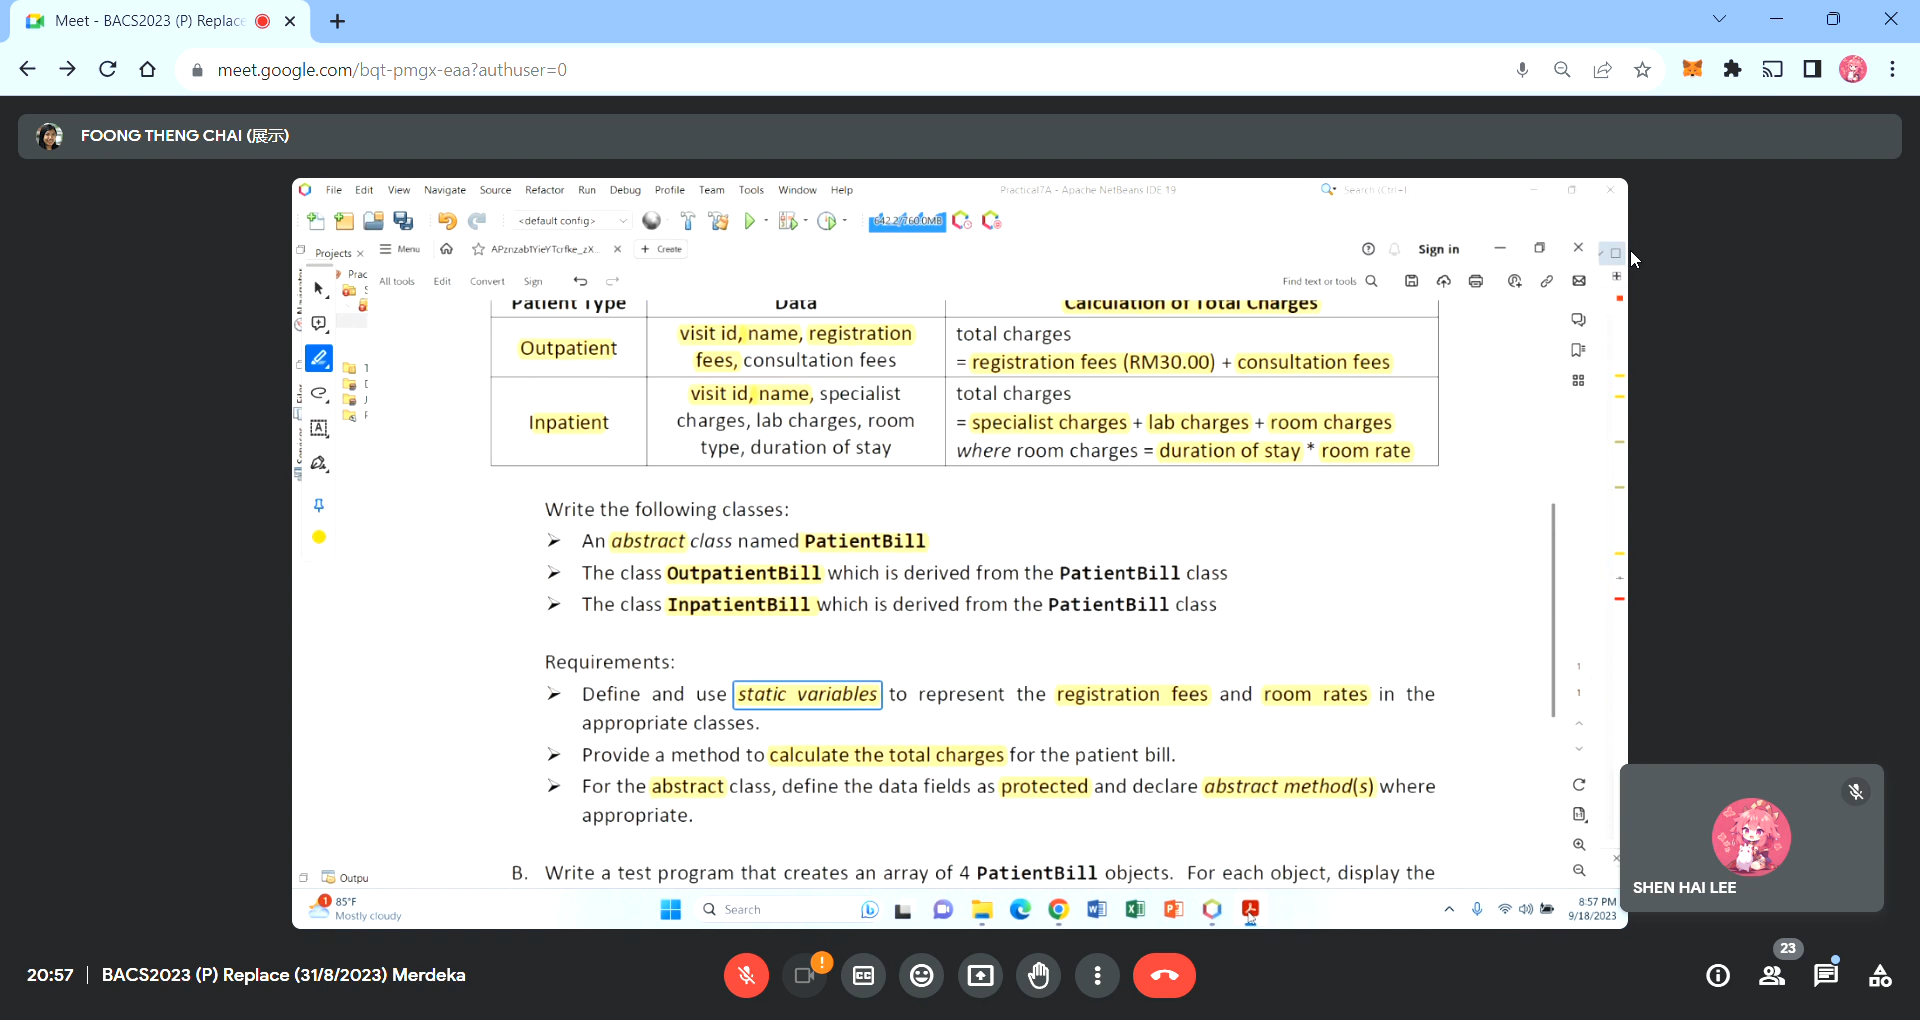 Meet - BACS2023 (P) Replace
meet.google.com/bqt-pmgx-eaa?authuser=0
FOONG THENG CHAI (展示)
File Edit View Navigate Source Refactor Run Debug Profile Team Tools Window Help
Practical7A - Apache NetBeans IDE 19
Search (Ctrl+I)
<default config>
642.2/760.0MB
Projects
Menu
Create
Sign in
Prac
All tools Edit Convert Sign
Find text or tools
Patient Type Data Calculation of Total Charges
Outpatient
visit id, name, registration
fees, consultation fees
total charges
= registration fees (RM30.00) + consultation fees
Inpatient
visit id, name, specialist
charges, lab charges, room
type, duration of stay
total charges
= specialist charges + lab charges + room charges
where room charges = duration of stay * room rate
Write the following classes:
➢ An abstract class named PatientBill
➢ The class OutpatientBill which is derived from the PatientBill class
➢ The class InpatientBill which is derived from the PatientBill class
Requirements:
➢ Define and use static variables to represent the registration fees and room rates in the
appropriate classes.
➢ Provide a method to calculate the total charges for the patient bill.
➢ For the abstract class, define the data fields as protected and declare abstract method(s) where
appropriate.
B. Write a test program that creates an array of 4 PatientBill objects. For each object, display the
1
1
Outpu
1
85°F
Mostly cloudy
Search
8:57 PM
9/18/2023
SHEN HAI LEE
20:57 | BACS2023 (P) Replace (31/8/2023) Merdeka
23